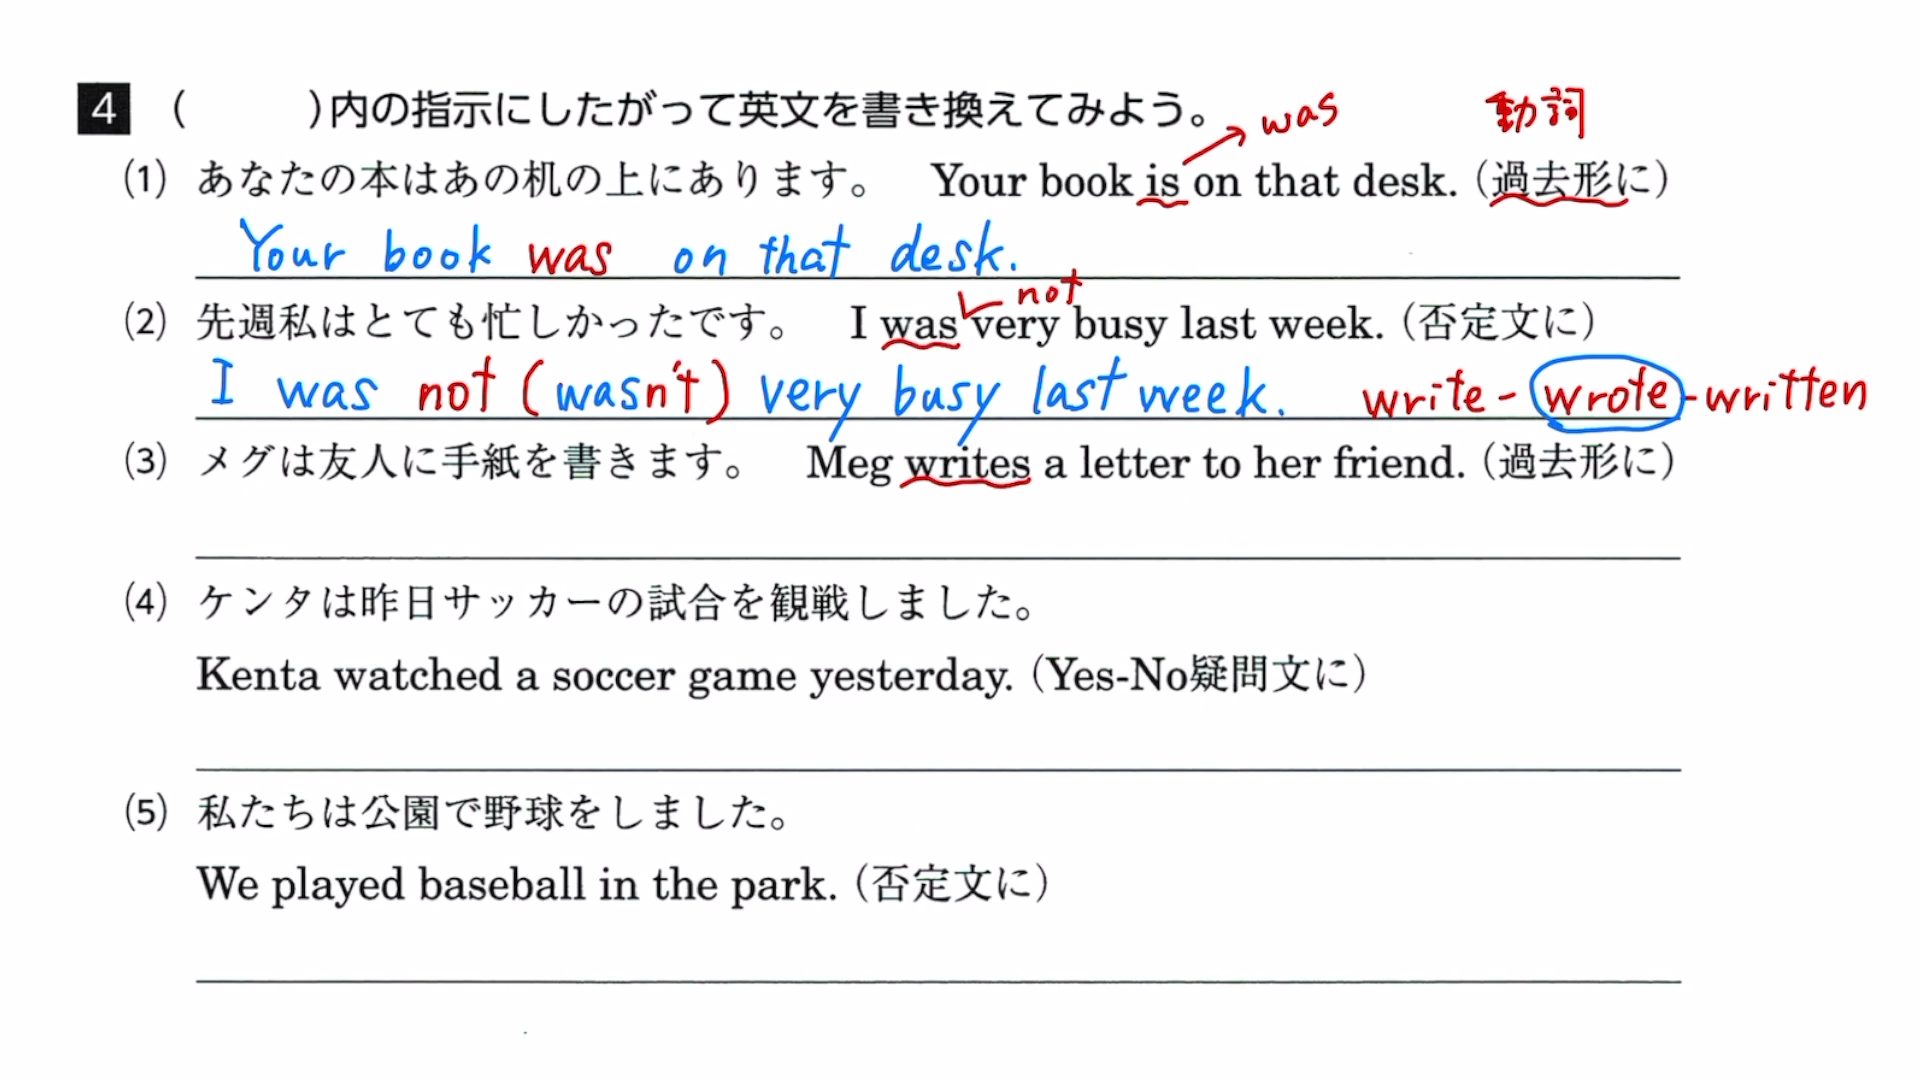 4 (　　)内の指示にしたがって英文を書き換えてみよう。 was 動詞
(1) あなたの本はあの机の上にあります。 Your book is on that desk. (過去形に)
Your book was on that desk.
not
(2) 先週私はとても忙しかったです。 I was very busy last week. (否定文に)
I was not (wasn't) very busy last week. write - wrote - written
(3) メグは友人に手紙を書きます。 Meg writes a letter to her friend. (過去形に)
(4) ケンタは昨日サッカーの試合を観戦しました。
Kenta watched a soccer game yesterday. (Yes-No疑問文に)
(5) 私たちは公園で野球をしました。
We played baseball in the park. (否定文に)